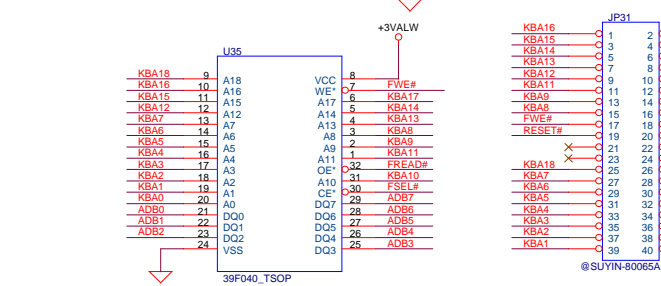 +3VALW
U35
KBA18 9 A18 VCC 8
KBA16 10 A16 WE* 7 FWE#
KBA15 11 A15 A17 6 KBA17
KBA12 12 A12 A14 5 KBA14
KBA7 13 A7 A13 4 KBA13
KBA6 14 A6 A8 3 KBA8
KBA5 15 A5 A9 2 KBA9
KBA4 16 A4 A11 1 KBA11
KBA3 17 A3 OE* 32 FREAD#
KBA2 18 A2 A10 31 KBA10
KBA1 19 A1 CE* 30 FSEL#
KBA0 20 A0 DQ7 29 ADB7
ADB0 21 DQ0 DQ6 28 ADB6
ADB1 22 DQ1 DQ5 27 ADB5
ADB2 23 DQ2 DQ4 26 ADB4
24 VSS DQ3 25 ADB3
39F040_TSOP
JP31
KBA16 1 2
KBA15 3 4
KBA14 5 6
KBA13 7 8
KBA12 9 10
KBA11 11 12
KBA9 13 14
KBA8 15 16
FWE# 17 18
RESET# 19 20
21 22
23 24
KBA18 25 26
KBA7 27 28
KBA6 29 30
KBA5 31 32
KBA4 33 34
KBA3 35 36
KBA2 37 38
KBA1 39 40
@SUYIN-80065A